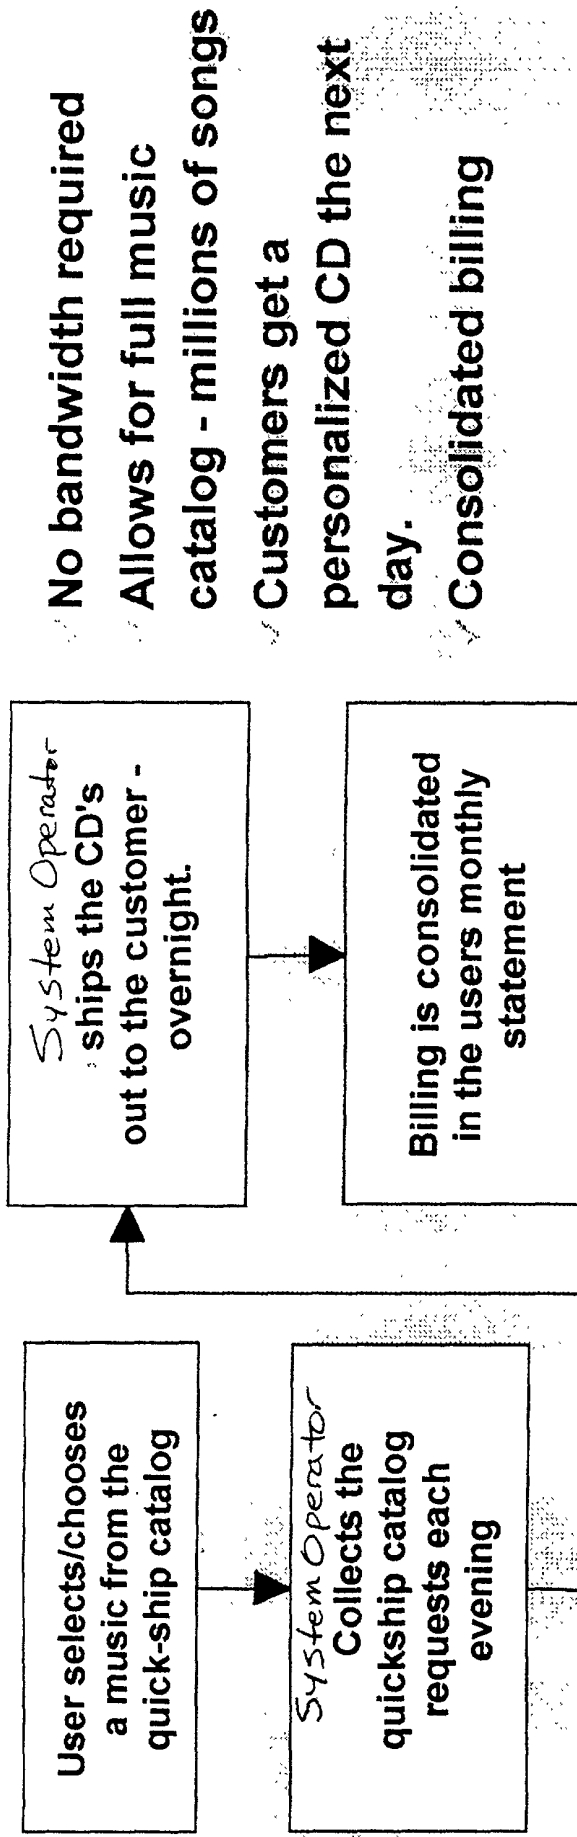 User selects/chooses
a music from the
quick-ship catalog
System Operator
Collects the
quickship catalog
requests each
evening
System Operator
ships the CD's
out to the customer -
overnight.
Billing is consolidated
in the users monthly
statement
No bandwidth required
Allows for full music
catalog - millions of songs
Customers get a
personalized CD the next
day.
Consolidated billing